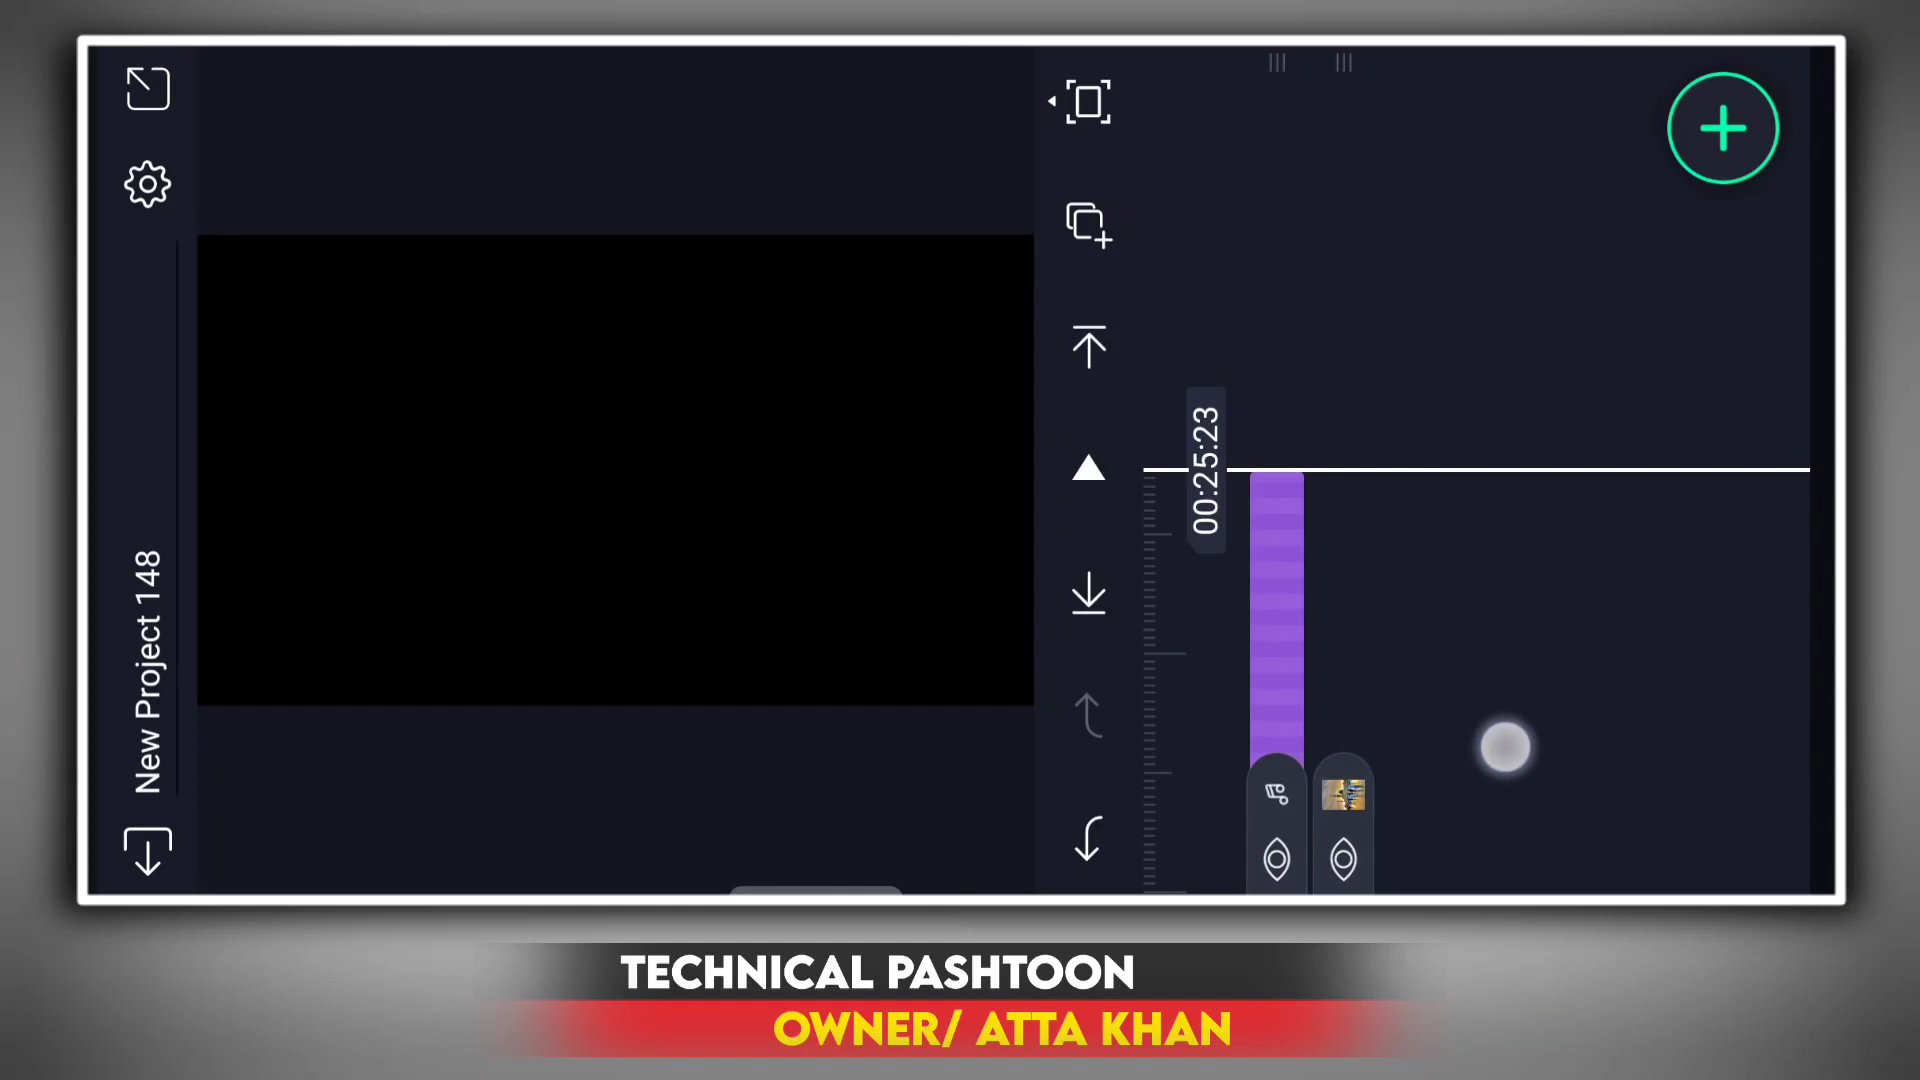 New Project 148
00:25:23
TECHNICAL PASHTOON
OWNER/ ATTA KHAN